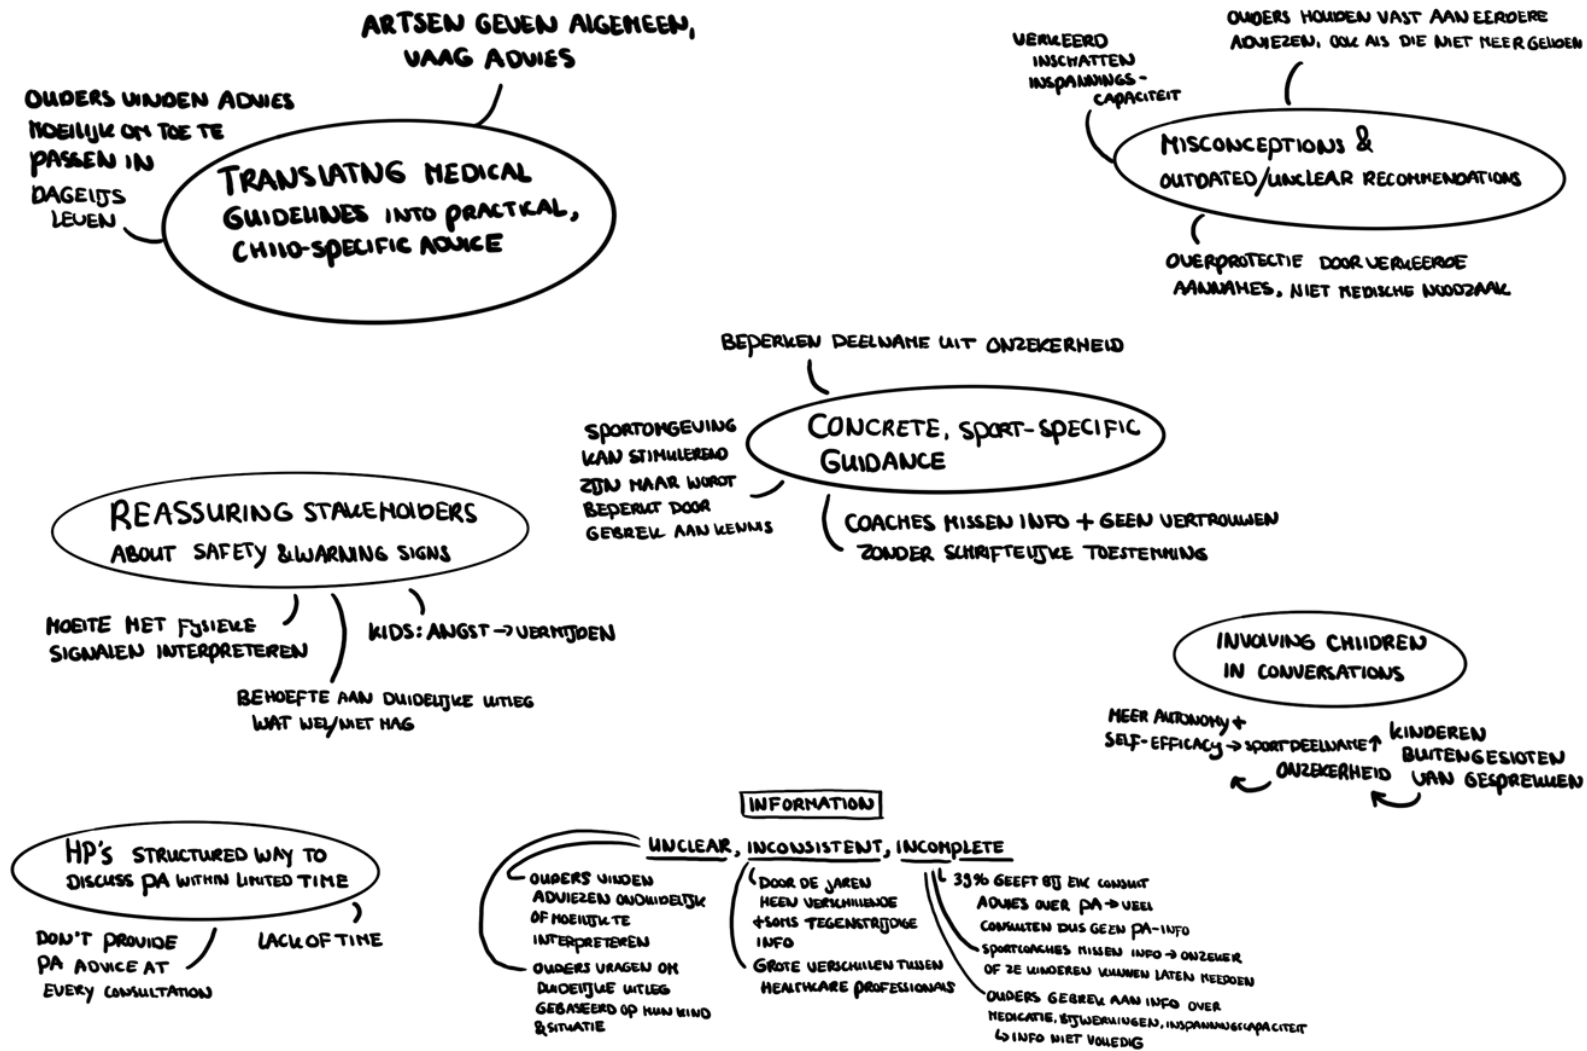 ARTSEN GEVEN ALGEMEEN,
VAAG ADVIES
OUDERS VINDEN ADVIES
MOEILIJK OM TOE TE
PASSEN IN
DAGELIJS
LEVEN
TRANSLATNG MEDICAL
GUIDELINES INTO PRACTICAL,
CHILD-SPECIFIC ADVICE
OUDERS HOUDEN VAST AAN EERDERE
ADVIEZEN, OOK ALS DIE NIET MEER GELDEN
VERKEERD
INSCHATTEN
INSPANNINGS-
CAPACITEIT
MISCONCEPTIONS &
OUTDATED/UNCLEAR RECOMMENDATIONS
OVERPROTECTIE DOOR VERKEERDE
AANNAMES, NIET MEDISCHE NOODZAAK
BEPERKEN DEELNAME UIT ONZEKERHEID
CONCRETE, SPORT-SPECIFIC
GUIDANCE
SPORTOMGEVING
KAN STIMULEREND
ZIJN MAAR WORDT
BEPERKT DOOR
GEBREK AAN KENNIS
COACHES MISSEN INFO + GEEN VERTROUWEN
ZONDER SCHRIFTELIJKE TOESTEMMING
REASSURING STAKEHOLDERS
ABOUT SAFETY & WARNING SIGNS
MOEITE MET FYSIEKE
SIGNALEN INTERPRETEREN
KIDS: ANGST → VERMIJDEN
BEHOEFTE AAN DUIDELIJKE UITLEG
WAT WEL/NIET MAG
INVOLVING CHILDREN
IN CONVERSATIONS
MEER AUTONOMY +
SELF-EFFICACY → SPORTDEELNAME ↑
ONZEKERHEID
KINDEREN
BUITENGESLOTEN
VAN GESPREKKEN
HP'S STRUCTURED WAY TO
DISCUSS PA WITHIN LIMITED TIME
DON'T PROVIDE
PA ADVICE AT
EVERY CONSULTATION
LACK OF TIME
INFORMATION
UNCLEAR, INCONSISTENT, INCOMPLETE
OUDERS VINDEN
ADVIEZEN ONDUIDELIJK
OF MOEILIJK TE
INTERPRETEREN
OUDERS VRAGEN OM
DUIDELIJKE UITLEG
GEBASEERD OP HUN KIND
& SITUATIE
DOOR DE JAREN
HEEN VERSCHILLENDE
+ SOMS TEGENSTRIJDIGE
INFO
GROTE VERSCHILLEN TUSSEN
HEALTHCARE PROFESSIONALS
39% GEEFT BIJ ELK CONSULT
ADVIES OVER PA → VEEL
CONSULTEN DUS GEEN PA-INFO
SPORTCOACHES MISSEN INFO → ONZEKER
OF ZE KINDEREN KUNNEN LATEN MEEDOEN
OUDERS GEBREK AAN INFO OVER
MEDICATIE, BIJWERKINGEN, INSPANNINGSCAPACITEIT
↳ INFO NIET VOLLEDIG